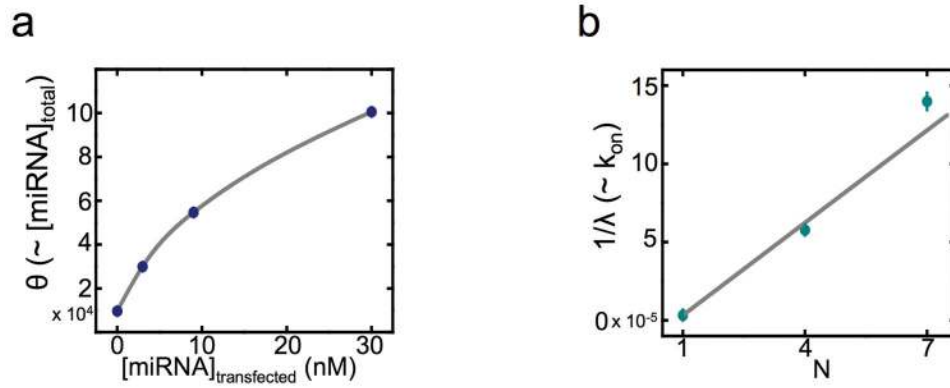 a
θ (~ [miRNA]total)
10
8
6
4
2
x 10⁴
0 10 20 30
[miRNA]transfected (nM)
b
1/λ (~ kon)
15
10
5
0 x 10⁻⁵
1 4 7
N